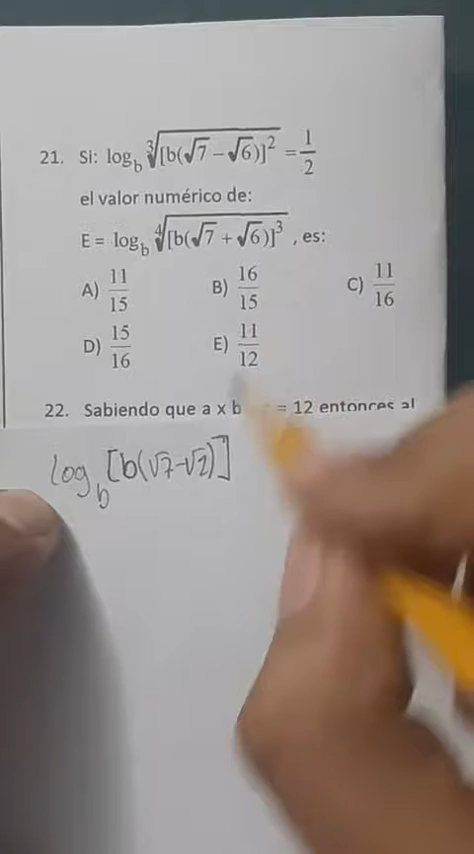 21. Si: log_b ∛([b(√7 − √6)]²) = 1/2
el valor numérico de:
E = log_b ∜([b(√7 + √6)]³) , es:
A) 11/15 B) 16/15 C) 11/16
D) 15/16 E) 11/12
22. Sabiendo que a x b = 12 entonces al
log_b [b(√7-√2)]